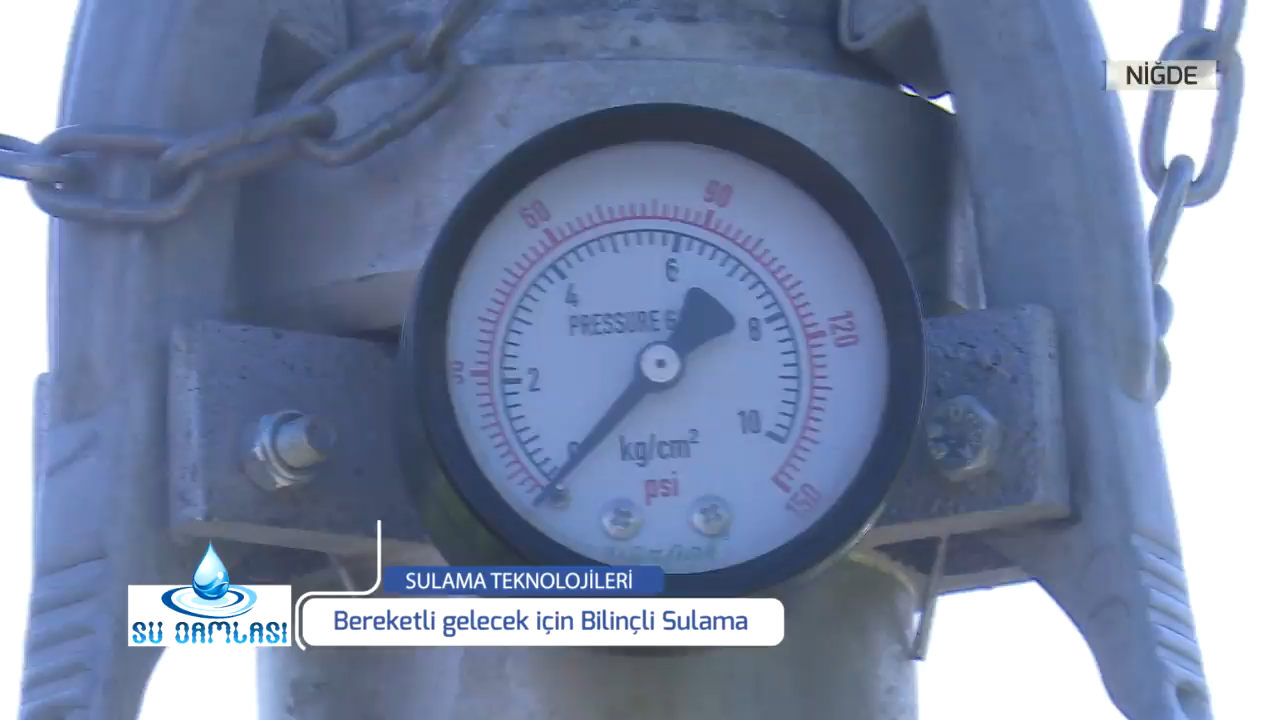 NİĞDE
90
60
6
4
120
PRESSURE G
8
2
10
0
kg/cm²
psi
150
SULAMA TEKNOLOJİLERİ
SU DAMLASI
Bereketli gelecek için Bilinçli Sulama